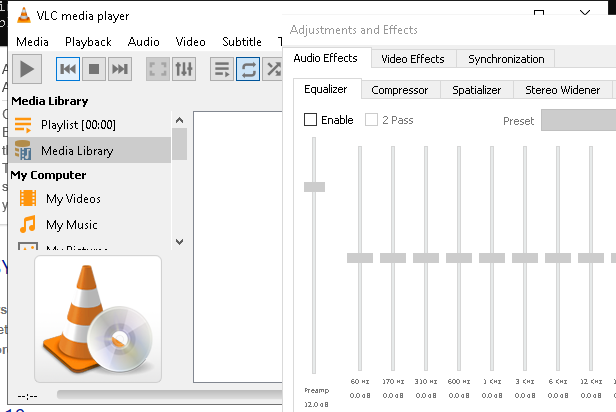 VLC media player
Media Playback Audio Video Subtitle
Media Library
Playlist [00:00]
Media Library
My Computer
My Videos
My Music
My Pictures
--:--
Adjustments and Effects
Audio Effects Video Effects Synchronization
Equalizer Compressor Spatializer Stereo Widener
Enable 2 Pass Preset
60 Hz 170 Hz 310 Hz 600 Hz 1 KHz 3 KHz 6 KHz 12 KHz
Preamp 0.0 dB 0.0 dB 0.0 dB 0.0 dB 0.0 dB 0.0 dB 0.0 dB 0.0 dB
12.0 dB